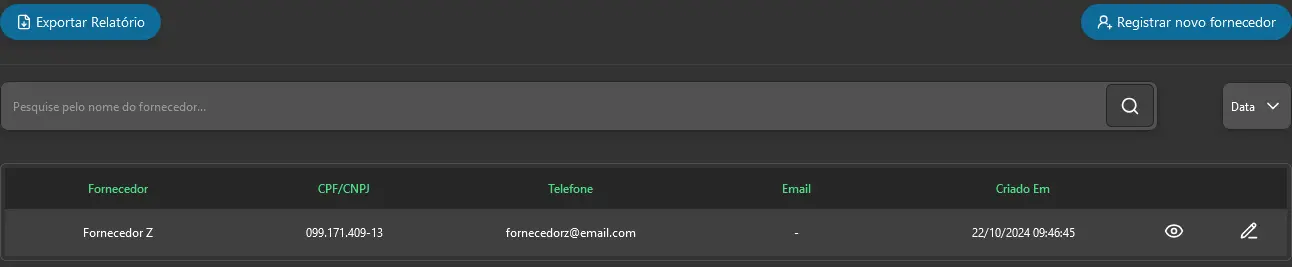 Exportar Relatório
Registrar novo fornecedor
Pesquise pelo nome do fornecedor...
Data
Fornecedor CPF/CNPJ Telefone Email Criado Em
Fornecedor Z 099.171.409-13 fornecedorz@email.com - 22/10/2024 09:46:45